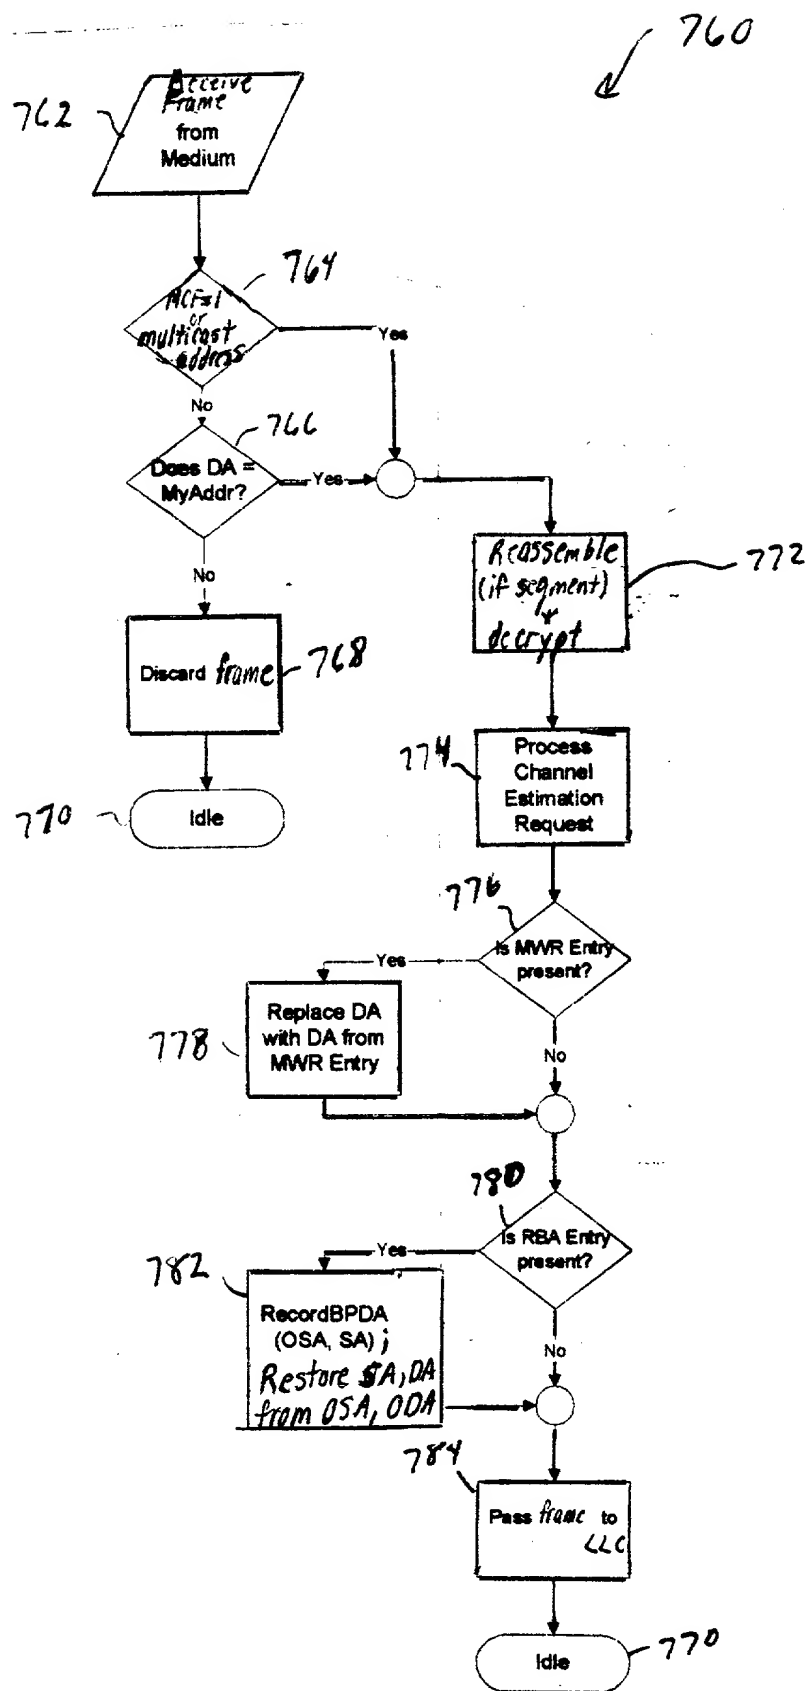 760
762
Receive
Frame
from
Medium
764
MCF=1
or
multicast
address
Yes
No
766
Does DA =
MyAddr?
Yes
No
Reassemble
(if segment)
+
decrypt
772
Discard frame
768
774
Process
Channel
Estimation
Request
770
Idle
776
Is MWR Entry
present?
Yes
778
Replace DA
with DA from
MWR Entry
No
780
Is RBA Entry
present?
Yes
782
RecordBPDA
(OSA, SA) ;
Restore SA, DA
from OSA, ODA
No
784
Pass frame to
LLC
Idle
770